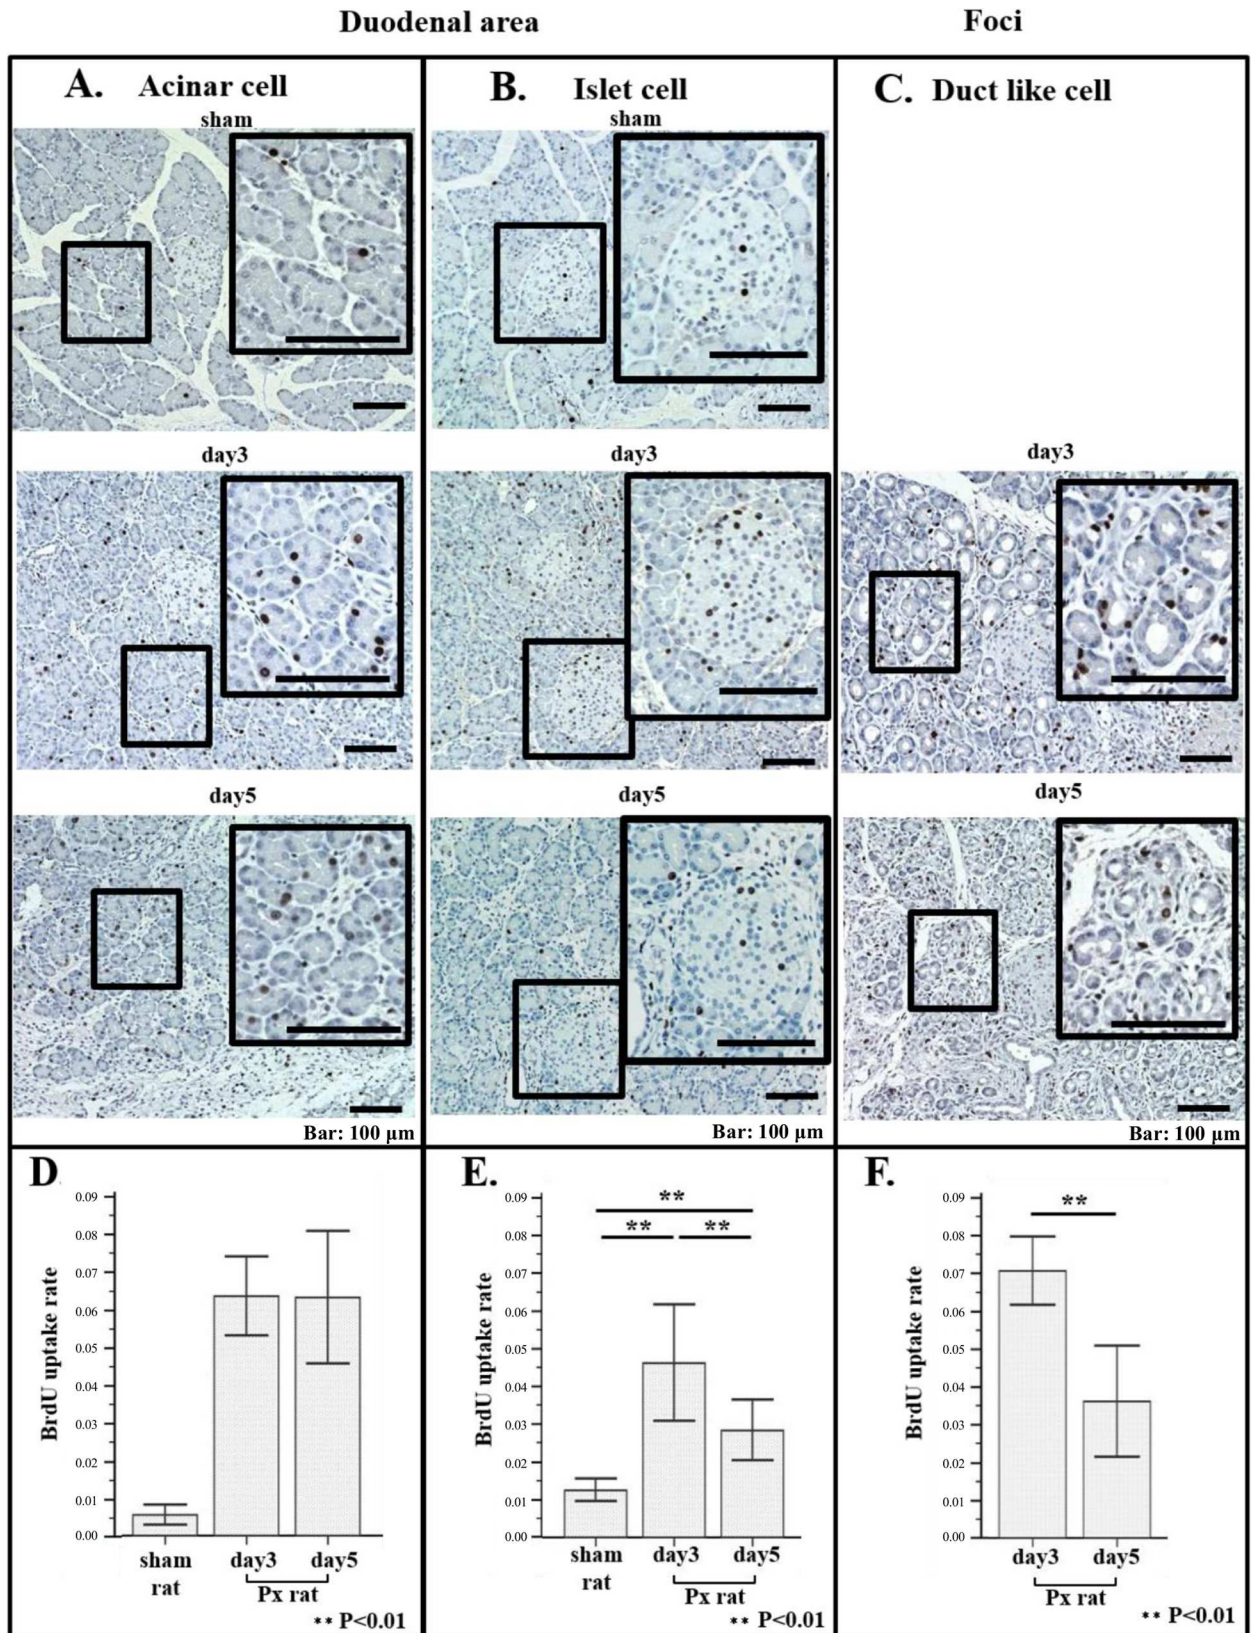 Duodenal area
Foci
A. Acinar cell
sham
day3
day5
Bar: 100 µm
B. Islet cell
sham
day3
day5
Bar: 100 µm
C. Duct like cell
day3
day5
Bar: 100 µm
D
BrdU uptake rate
0.09
0.08
0.07
0.06
0.05
0.04
0.03
0.02
0.01
0.00
sham rat
day3
day5
Px rat
** P<0.01
E.
BrdU uptake rate
0.09
0.08
0.07
0.06
0.05
0.04
0.03
0.02
0.01
0.00
**
** **
sham rat
day3
day5
Px rat
** P<0.01
F.
BrdU uptake rate
0.09
0.08
0.07
0.06
0.05
0.04
0.03
0.02
0.01
0.00
**
day3
day5
Px rat
** P<0.01